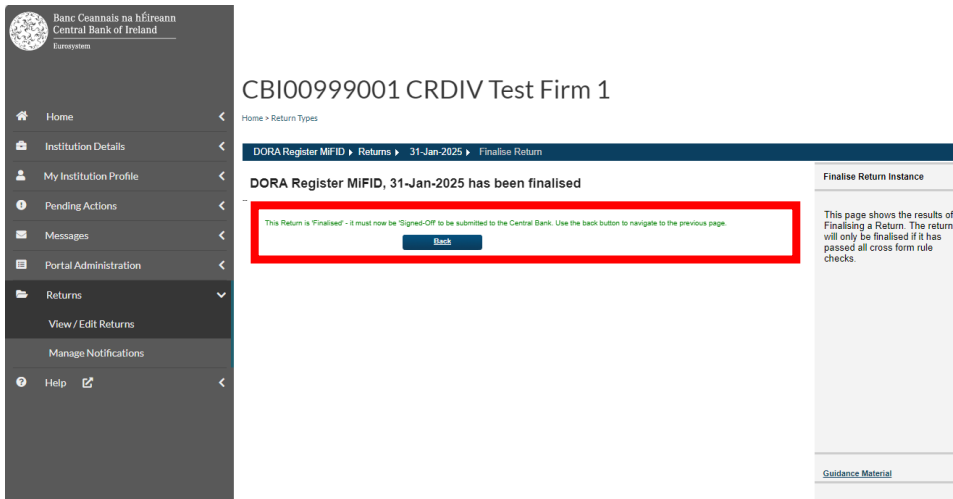 Banc Ceannais na hÉireann
Central Bank of Ireland
Eurosystem
Home
Institution Details
My Institution Profile
Pending Actions
Messages
Portal Administration
Returns
View / Edit Returns
Manage Notifications
Help
CBI00999001 CRDIV Test Firm 1
Home > Return Types
DORA Register MiFID Returns 31-Jan-2025 Finalise Return
DORA Register MiFID, 31-Jan-2025 has been finalised
This Return is 'Finalised' - it must now be 'Signed-Off' to be submitted to the Central Bank. Use the back button to navigate to the previous page.
Back
Finalise Return Instance
This page shows the results of
Finalising a Return. The return
will only be finalised if it has
passed all cross form rule
checks.
Guidance Material